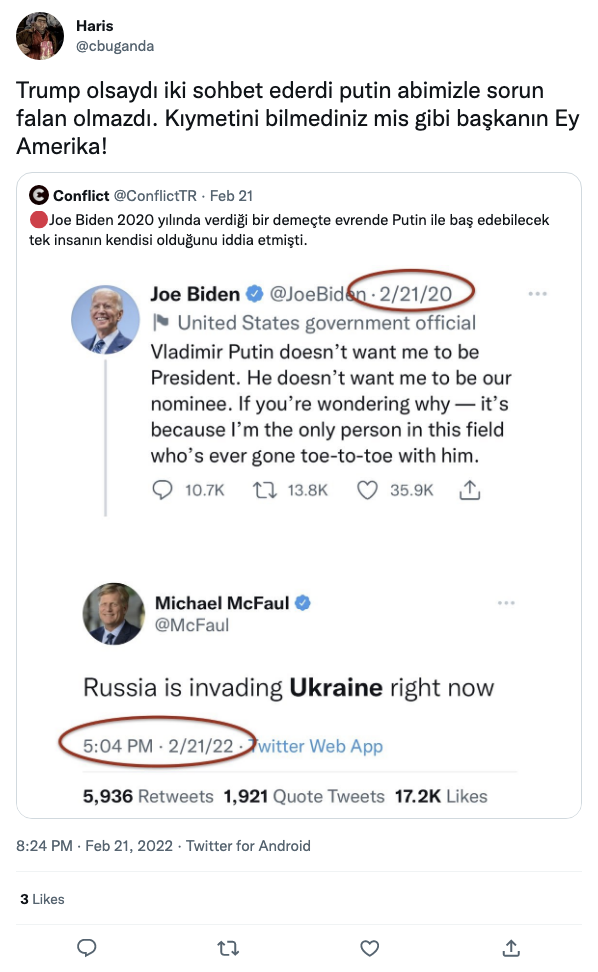 Haris
@cbuganda
Trump olsaydı iki sohbet ederdi putin abimizle sorun
falan olmazdı. Kıymetini bilmediniz mis gibi başkanın Ey
Amerika!
Conflict @ConflictTR · Feb 21
Joe Biden 2020 yılında verdiği bir demeçte evrende Putin ile baş edebilecek
tek insanın kendisi olduğunu iddia etmişti.
Joe Biden @JoeBiden · 2/21/20
United States government official
Vladimir Putin doesn't want me to be
President. He doesn't want me to be our
nominee. If you're wondering why — it's
because I'm the only person in this field
who's ever gone toe-to-toe with him.
10.7K 13.8K 35.9K
Michael McFaul
@McFaul
Russia is invading Ukraine right now
5:04 PM · 2/21/22 · Twitter Web App
5,936 Retweets 1,921 Quote Tweets 17.2K Likes
8:24 PM · Feb 21, 2022 · Twitter for Android
3 Likes